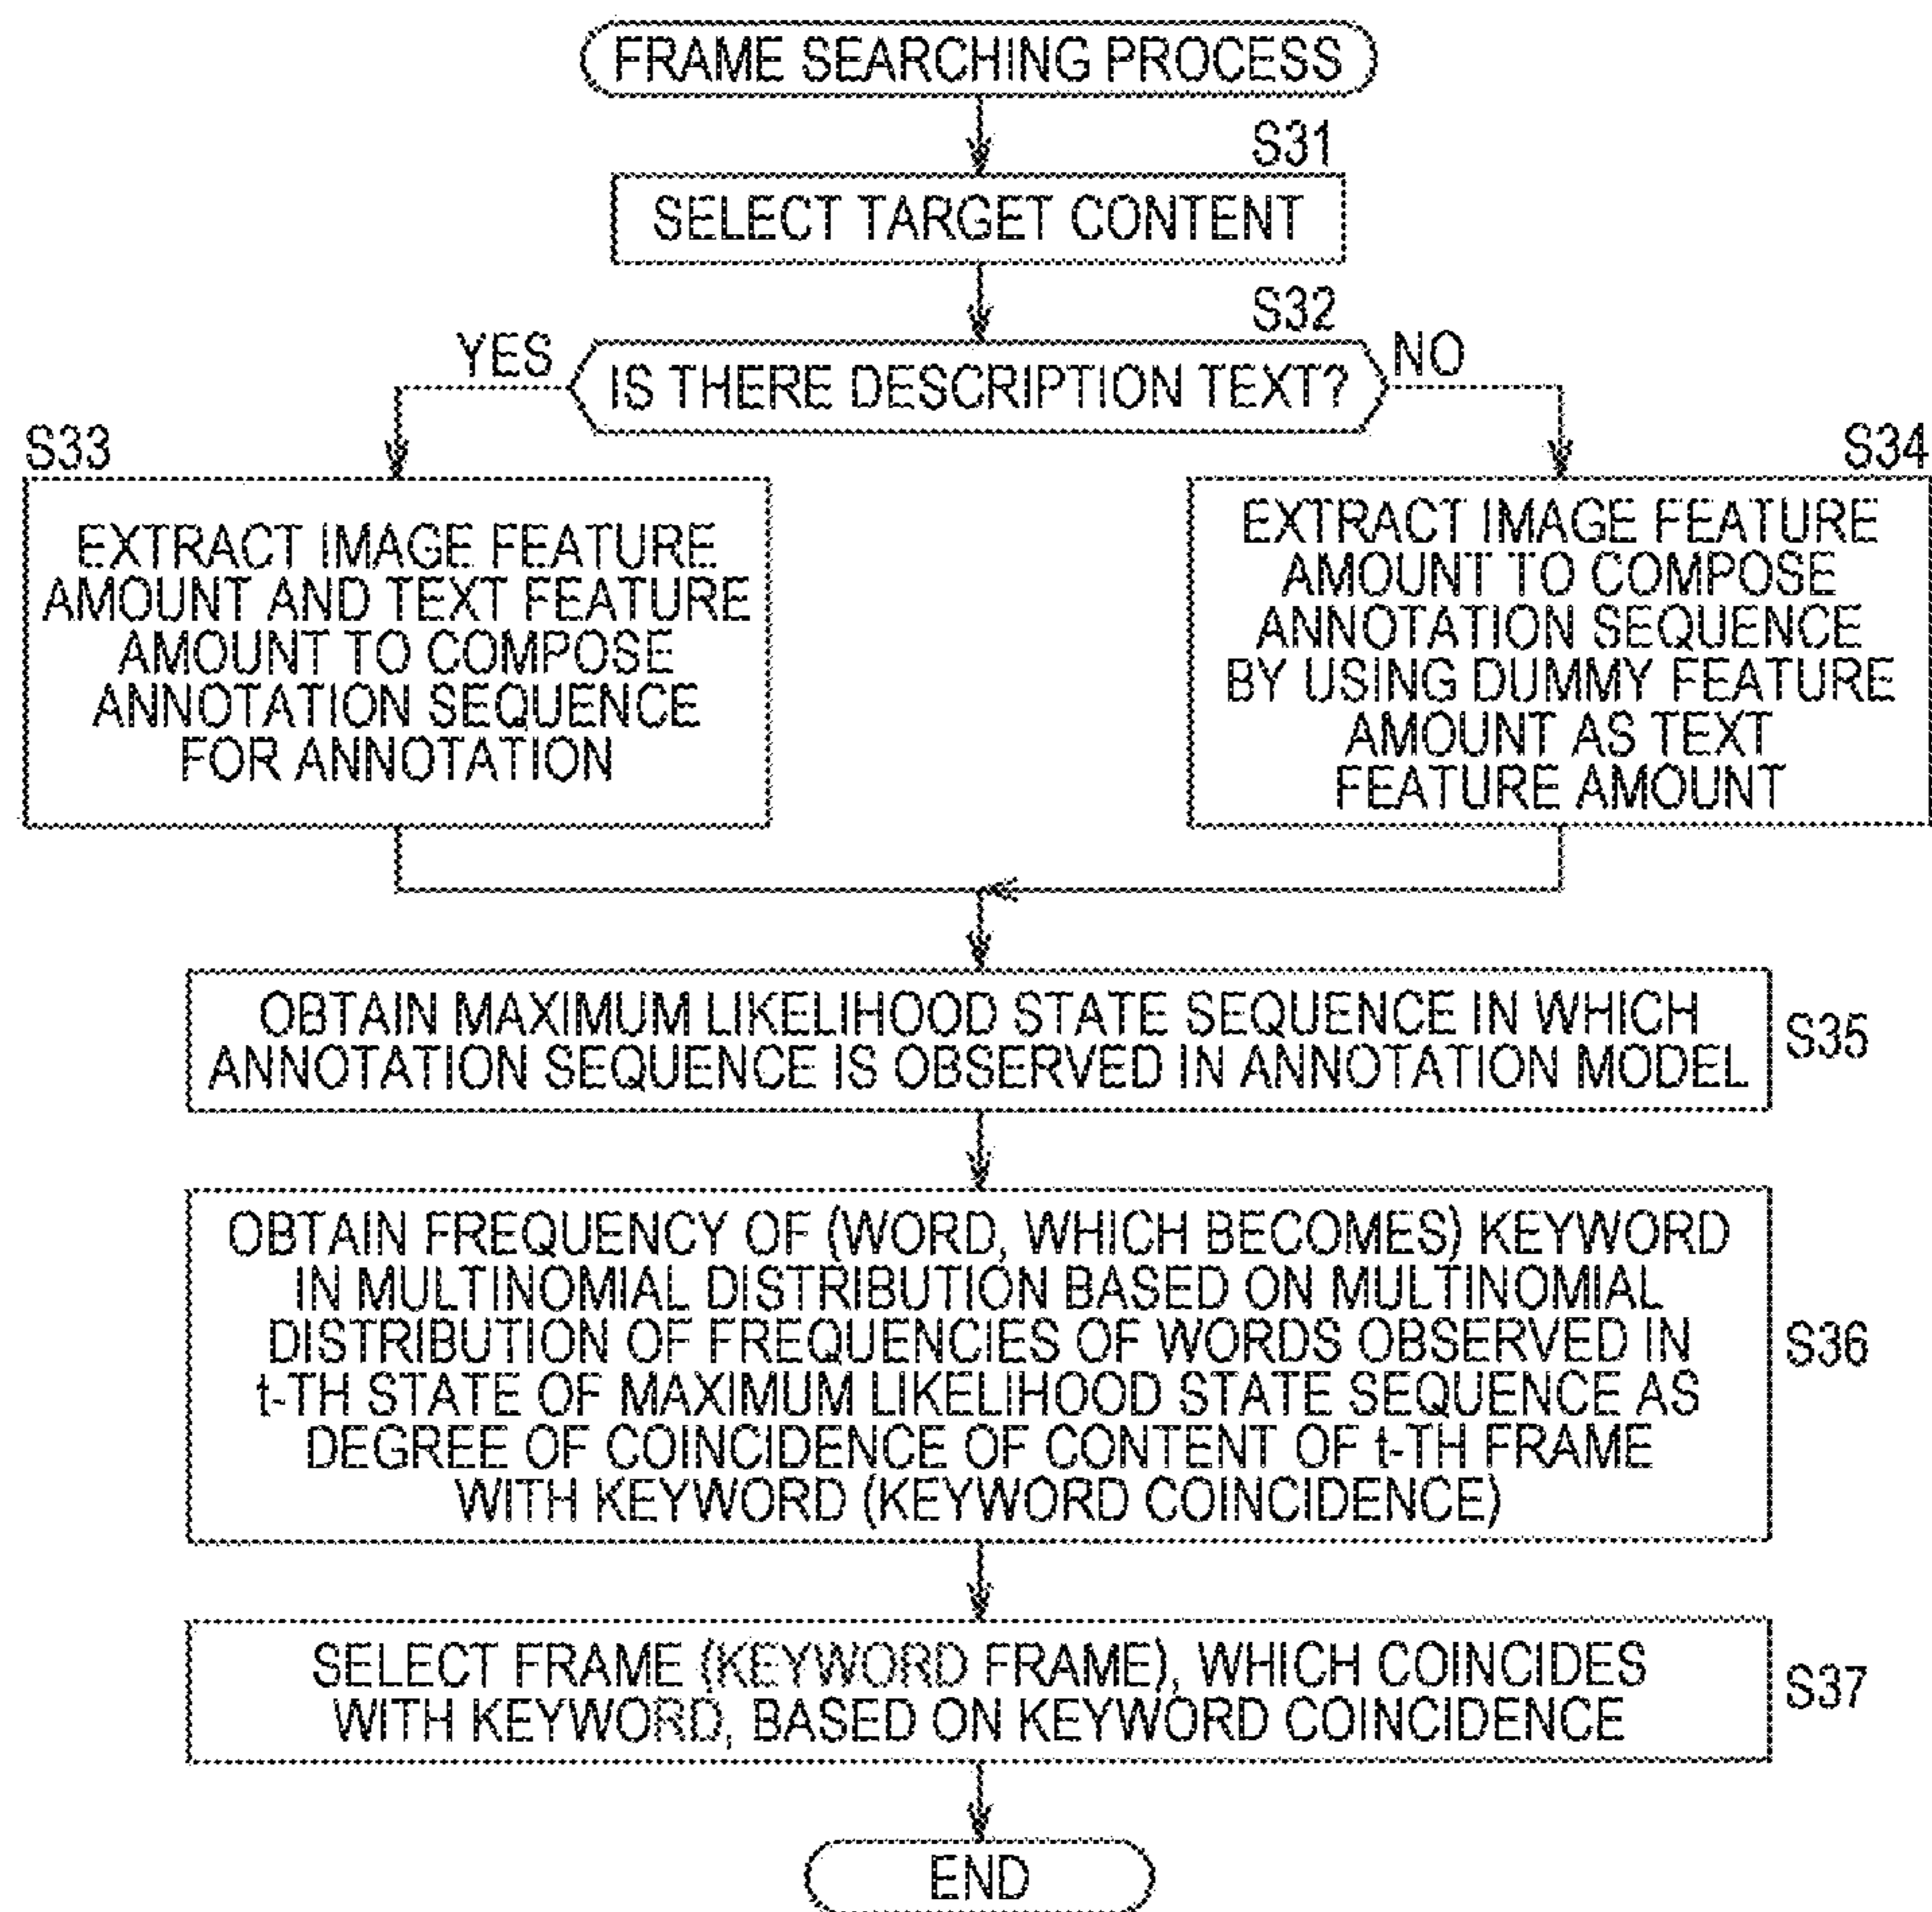 FRAME SEARCHING PROCESS
S31
SELECT TARGET CONTENT
S32
YES
IS THERE DESCRIPTION TEXT?
NO
S33
EXTRACT IMAGE FEATURE
AMOUNT AND TEXT FEATURE
AMOUNT TO COMPOSE
ANNOTATION SEQUENCE
FOR ANNOTATION
S34
EXTRACT IMAGE FEATURE
AMOUNT TO COMPOSE
ANNOTATION SEQUENCE
BY USING DUMMY FEATURE
AMOUNT AS TEXT
FEATURE AMOUNT
OBTAIN MAXIMUM LIKELIHOOD STATE SEQUENCE IN WHICH
ANNOTATION SEQUENCE IS OBSERVED IN ANNOTATION MODEL
S35
OBTAIN FREQUENCY OF (WORD, WHICH BECOMES) KEYWORD
IN MULTINOMIAL DISTRIBUTION BASED ON MULTINOMIAL
DISTRIBUTION OF FREQUENCIES OF WORDS OBSERVED IN
t-TH STATE OF MAXIMUM LIKELIHOOD STATE SEQUENCE AS
DEGREE OF COINCIDENCE OF CONTENT OF t-TH FRAME
WITH KEYWORD (KEYWORD COINCIDENCE)
S36
SELECT FRAME (KEYWORD FRAME), WHICH COINCIDES
WITH KEYWORD, BASED ON KEYWORD COINCIDENCE
S37
END